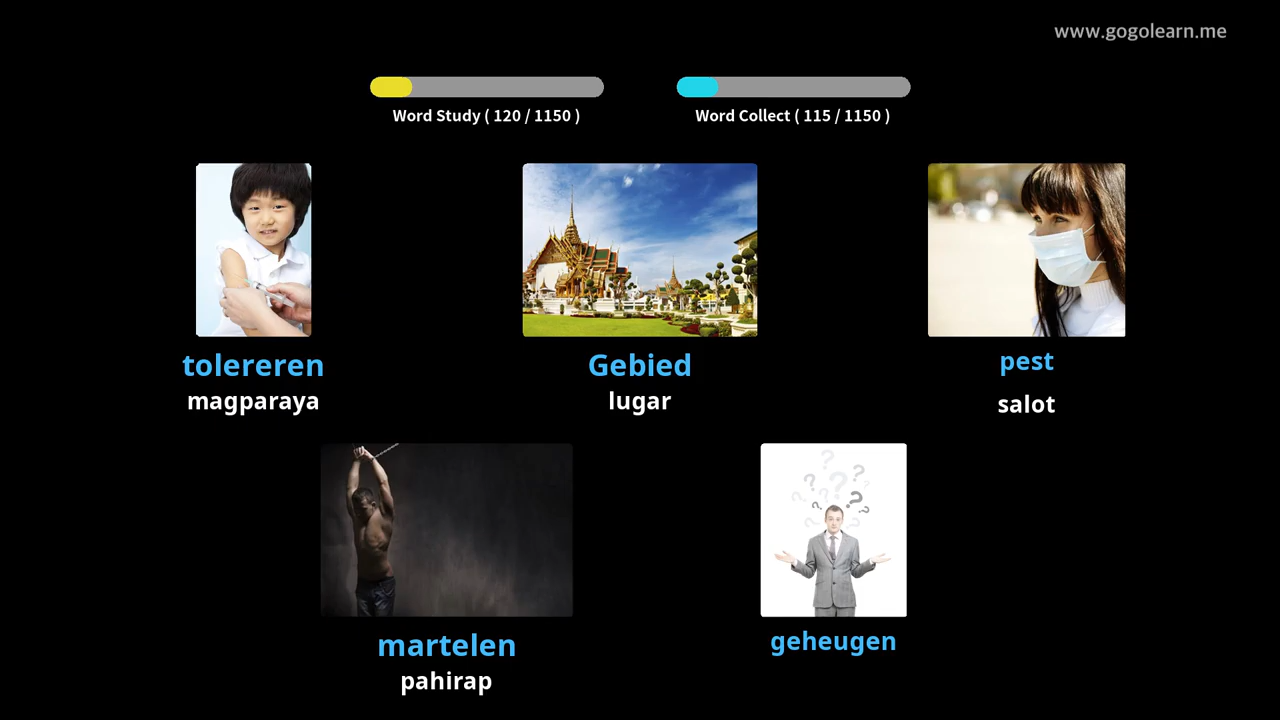 www.gogolearn.me
Word Study ( 120 / 1150 )
Word Collect ( 115 / 1150 )
tolereren
magparaya
Gebied
lugar
pest
salot
martelen
pahirap
geheugen